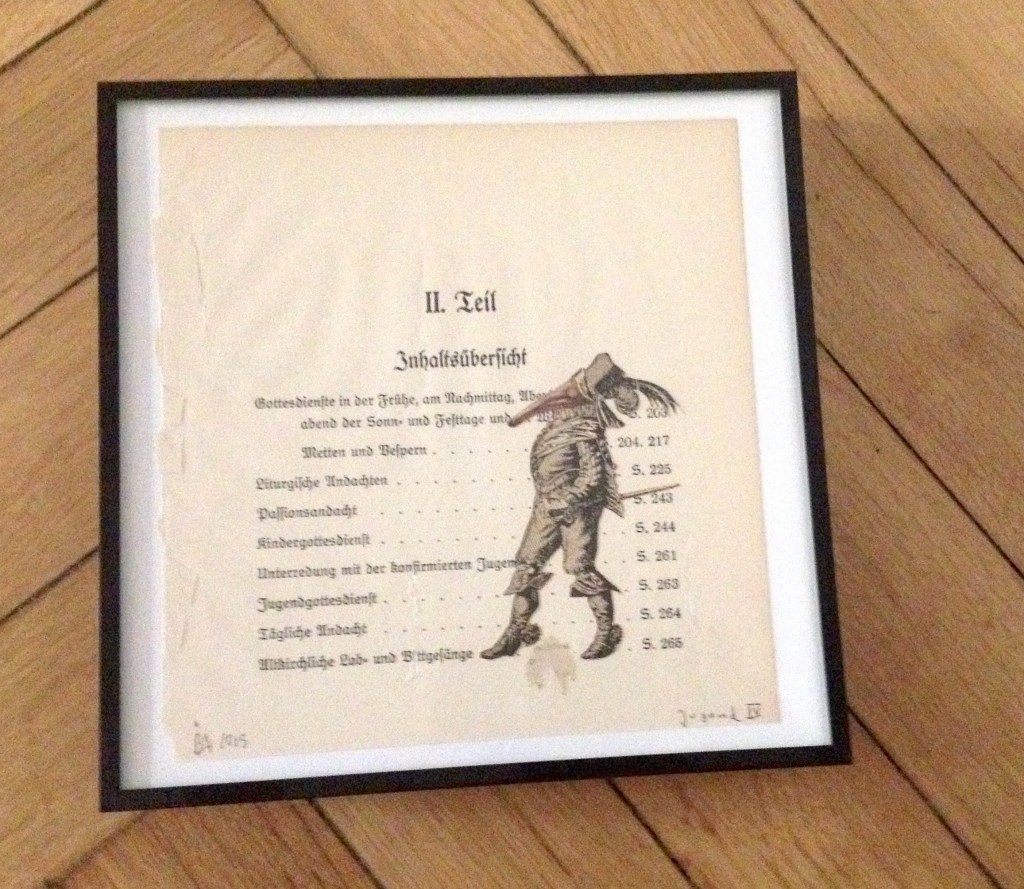 II. Teil
Inhaltsübersicht
Gottesdienste in der Frühe, am Nachmittag,
abend der Sonn- und Festtage und S. 203
Metten und Vespern . . . . . 204. 217
Liturgische Andachten . . . . . S. 225
Passionsandacht . . . . . . S. 243
Kindergottesdienst . . . . . . S. 244
Unterredung mit der konfirmierten Jugen . . S. 261
Jugendgottesdienst . . . . . . S. 263
Tägliche Andacht . . . . . . S. 264
Altkirchliche Lob- und Bittgesänge . S. 265
Jugend IV